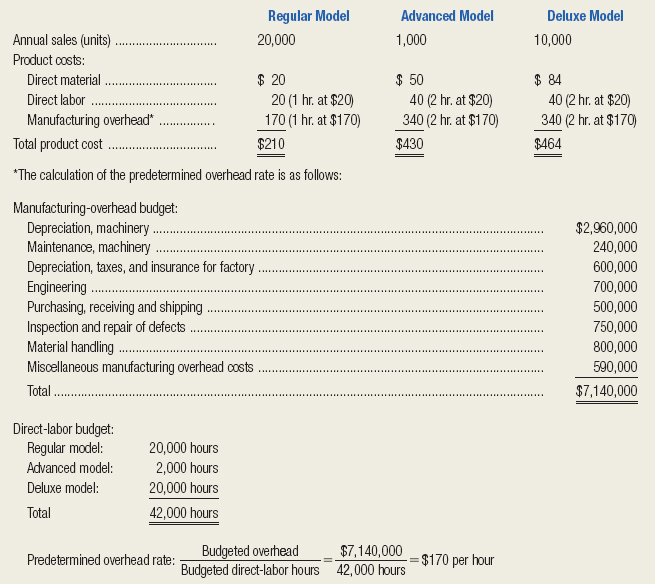 Regular Model Advanced Model Deluxe Model
Annual sales (units) .............................. 20,000 1,000 10,000
Product costs:
Direct material ................................. $ 20 $ 50 $ 84
Direct labor ..................................... 20 (1 hr. at $20) 40 (2 hr. at $20) 40 (2 hr. at $20)
Manufacturing overhead* ................ 170 (1 hr. at $170) 340 (2 hr. at $170) 340 (2 hr. at $170)
Total product cost ................................ $210 $430 $464
*The calculation of the predetermined overhead rate is as follows:
Manufacturing-overhead budget:
Depreciation, machinery .............................. $2,960,000
Maintenance, machinery .............................. 240,000
Depreciation, taxes, and insurance for factory .............................. 600,000
Engineering .............................. 700,000
Purchasing, receiving and shipping .............................. 500,000
Inspection and repair of defects .............................. 750,000
Material handling .............................. 800,000
Miscellaneous manufacturing overhead costs .............................. 590,000
Total .............................. $7,140,000
Direct-labor budget:
Regular model: 20,000 hours
Advanced model: 2,000 hours
Deluxe model: 20,000 hours
Total 42,000 hours
Predetermined overhead rate: Budgeted overhead / Budgeted direct-labor hours = $7,140,000 / 42,000 hours = $170 per hour